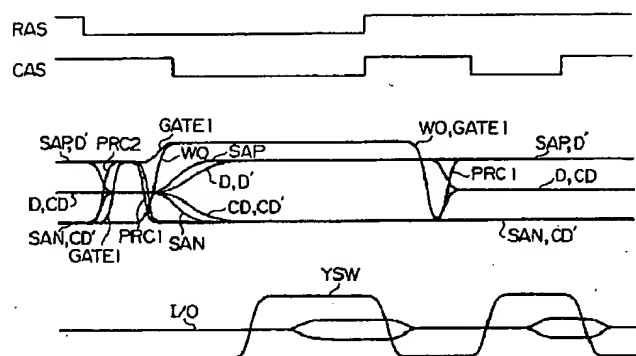 RAS
CAS
GATE1
WO
SAP
WO,GATE1
SAP,D'
PRC2
SAP,D'
D,D'
PRC1
D,CD
D,CD
CD,CD'
SAN,CD'
PRC1
SAN
SAN,CD'
GATE1
YSW
I/O